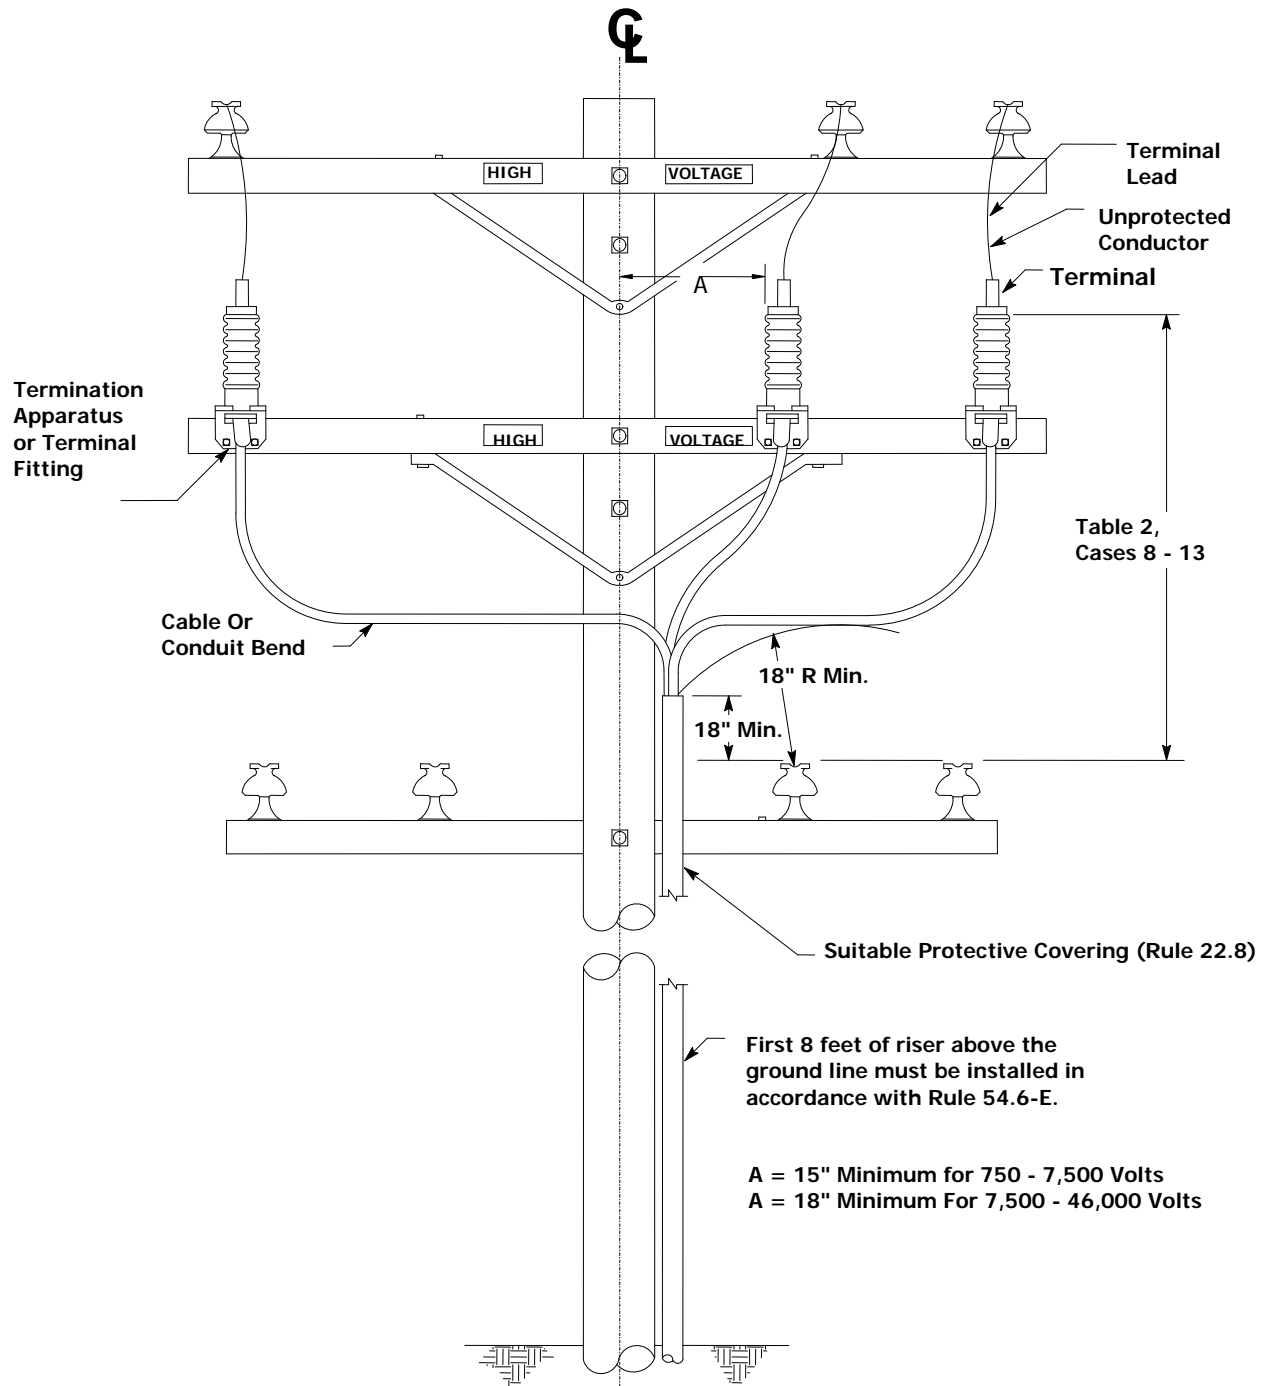 CL
HIGH
VOLTAGE
Terminal
Lead
Unprotected
Conductor
Terminal
A
Termination
Apparatus
or Terminal
Fitting
HIGH
VOLTAGE
Table 2,
Cases 8 - 13
Cable Or
Conduit Bend
18" R Min.
18" Min.
Suitable Protective Covering (Rule 22.8)
First 8 feet of riser above the
ground line must be installed in
accordance with Rule 54.6-E.
A = 15" Minimum for 750 - 7,500 Volts
A = 18" Minimum For 7,500 - 46,000 Volts